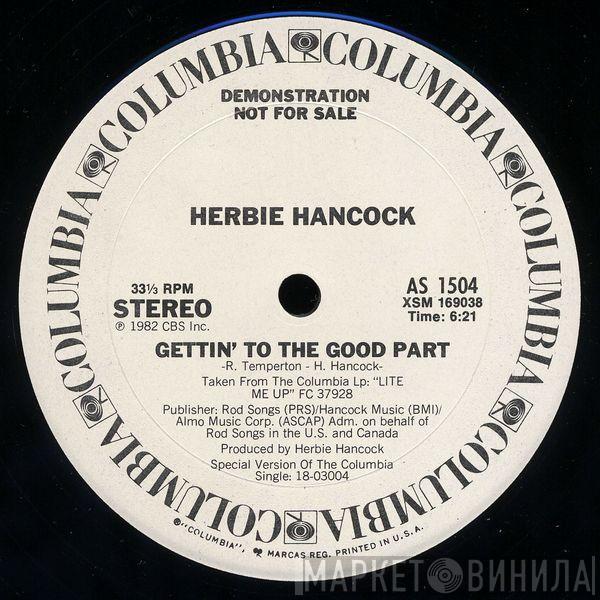 COLUMBIA COLUMBIA COLUMBIA COLUMBIA COLUMBIA COLUMBIA COLUMBIA COLUMBIA
DEMONSTRATION
NOT FOR SALE
HERBIE HANCOCK
33⅓ RPM
STEREO
℗ 1982 CBS Inc.
AS 1504
XSM 169038
Time: 6:21
GETTIN' TO THE GOOD PART
-R. Temperton - H. Hancock-
Taken From The Columbia Lp: "LITE
ME UP" FC 37928
Publisher: Rod Songs (PRS)/Hancock Music (BMI)/
Almo Music Corp. (ASCAP) Adm. on behalf of
Rod Songs in the U.S. and Canada
Produced by Herbie Hancock
Special Version Of The Columbia
Single: 18-03004
®"COLUMBIA", MARCAS REG. PRINTED IN U.S.A.
МАРКЕТ ВИНИЛА